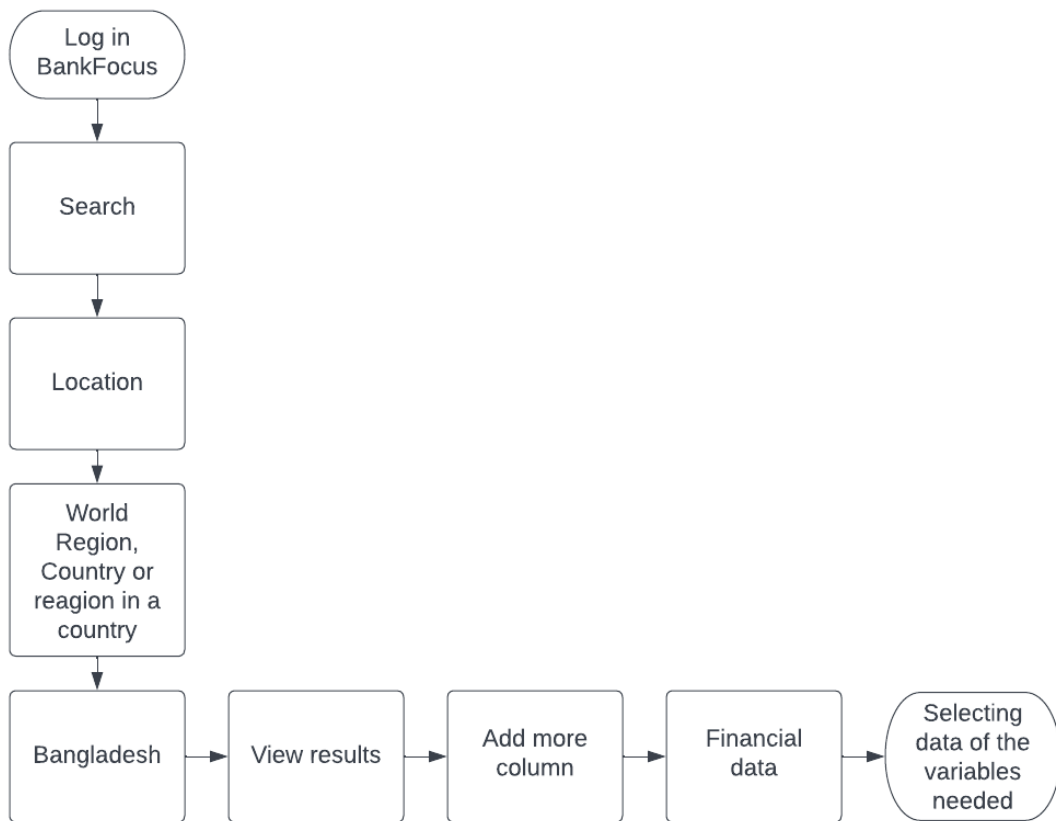 Log in
BankFocus
Search
Location
World
Region,
Country or
reagion in a
country
Bangladesh
View results
Add more
column
Financial
data
Selecting
data of the
variables
needed